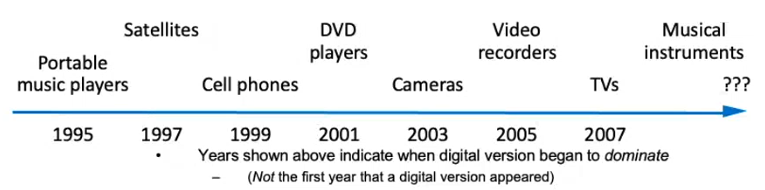 Satellites
DVD players
Video recorders
Musical instruments
Portable music players
Cell phones
Cameras
TVs
???
1995 1997 1999 2001 2003 2005 2007
• Years shown above indicate when digital version began to dominate
– (Not the first year that a digital version appeared)